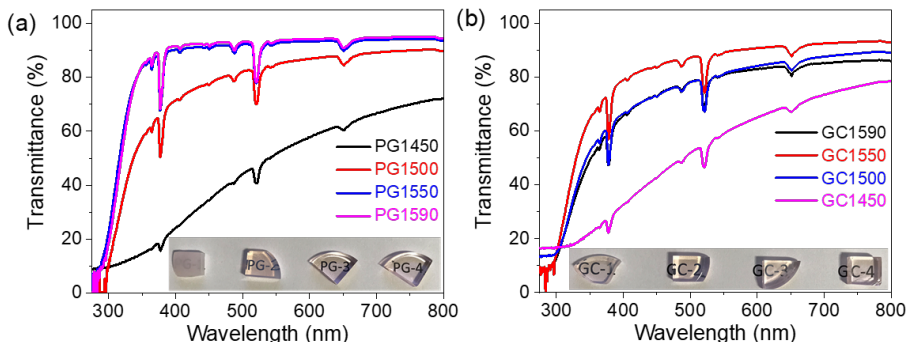 (a)
100
80
60
40
20
0
Transmittance (%)
PG1450
PG1500
PG1550
PG1590
PG-2
PG-3
PG-4
300 400 500 600 700 800
Wavelength (nm)
(b)
100
80
60
40
20
0
Transmittance (%)
GC1590
GC1550
GC1500
GC1450
GC-1
GC-2
GC-3
GC-4
300 400 500 600 700 800
Wavelength (nm)